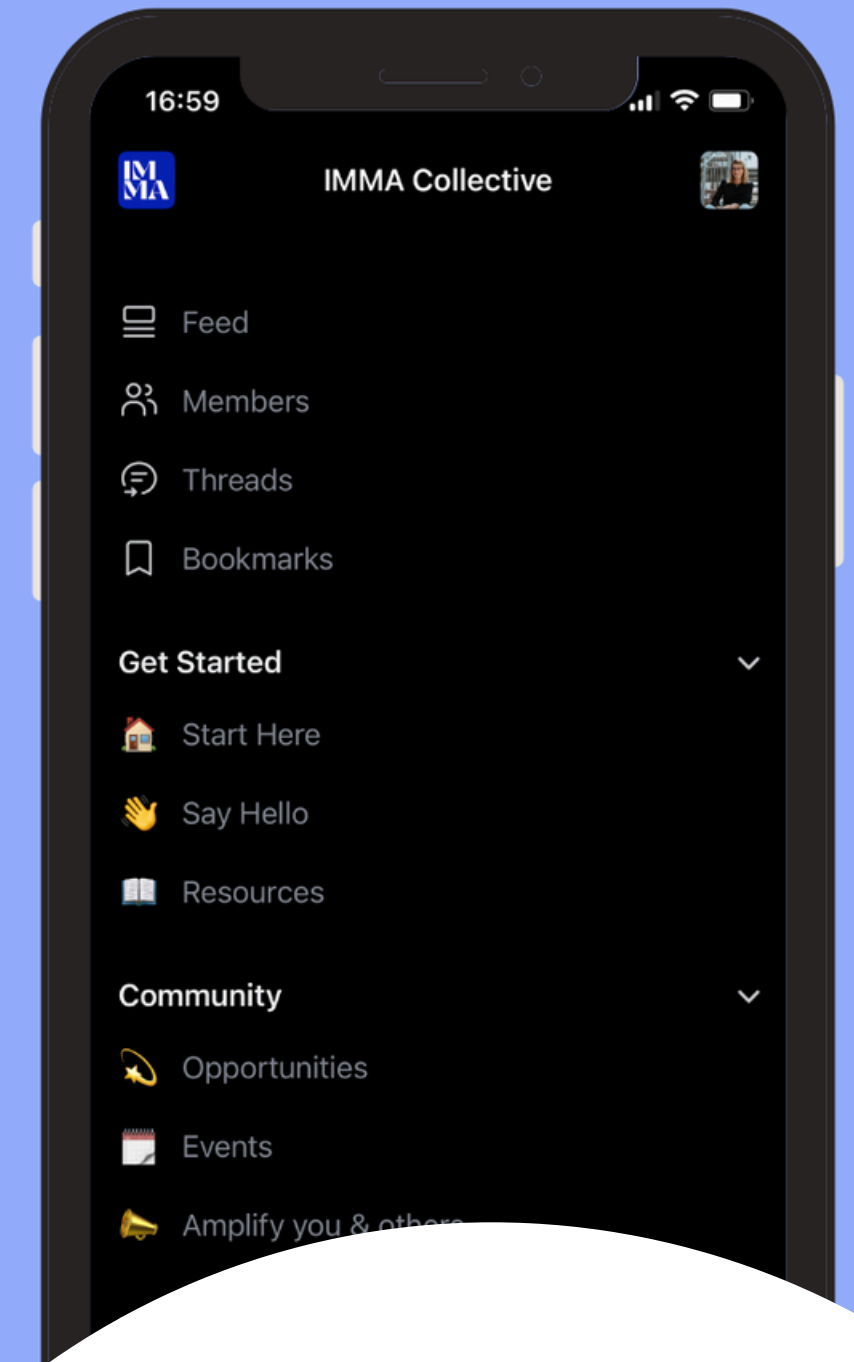 16:59
IM
MA
IMMA Collective
Feed
Members
Threads
Bookmarks
Get Started
Start Here
Say Hello
Resources
Community
Opportunities
Events
Amplify you & others